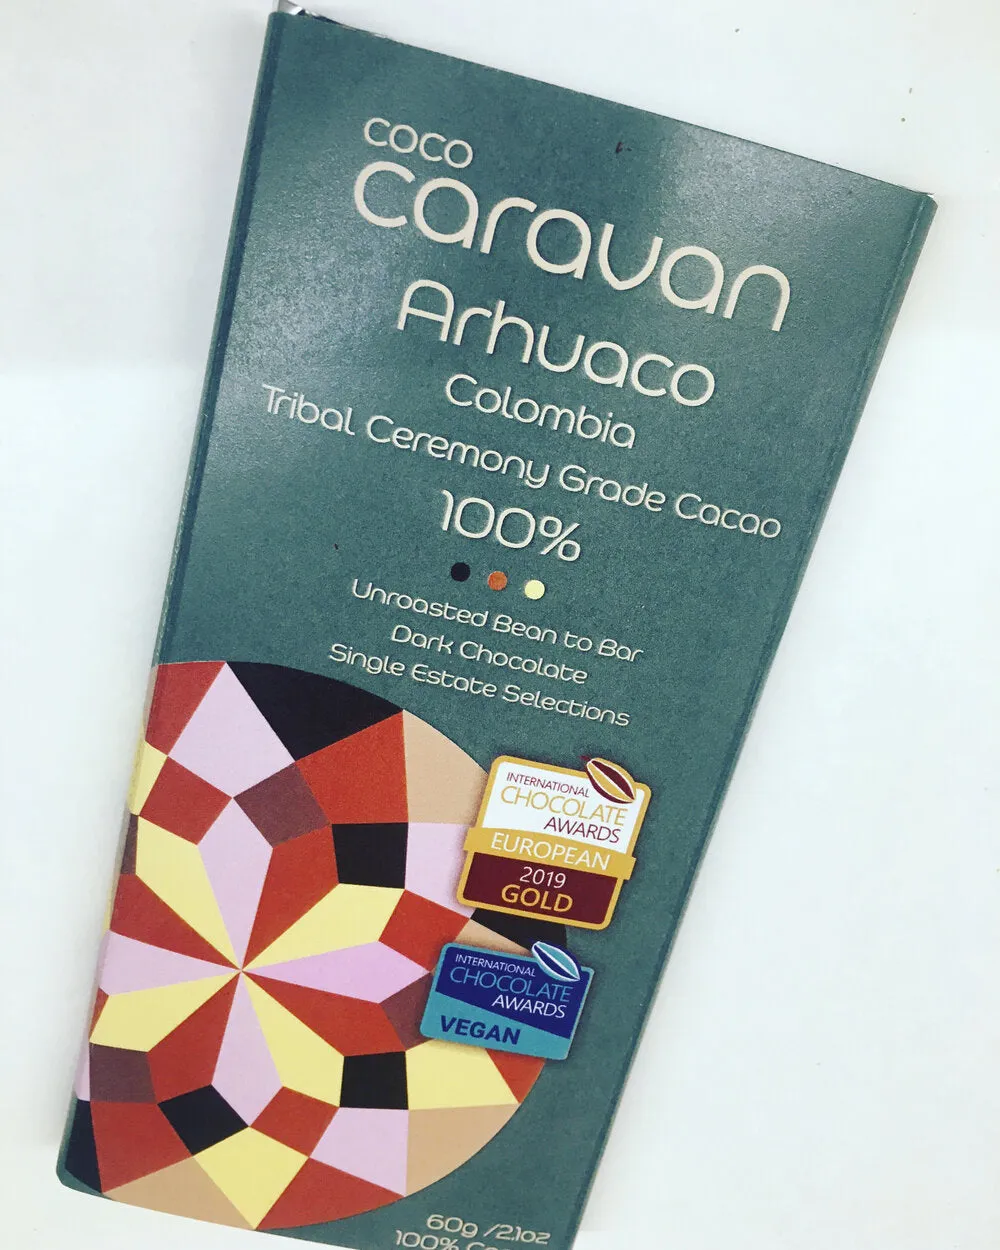 coco
caravan
Arhuaco
Colombia
Tribal Ceremony Grade Cacao
100%
Unroasted Bean to Bar
Dark Chocolate
Single Estate Selections
INTERNATIONAL
CHOCOLATE
AWARDS
EUROPEAN
2019
GOLD
INTERNATIONAL
CHOCOLATE
AWARDS
VEGAN
60g /2.1oz
100%